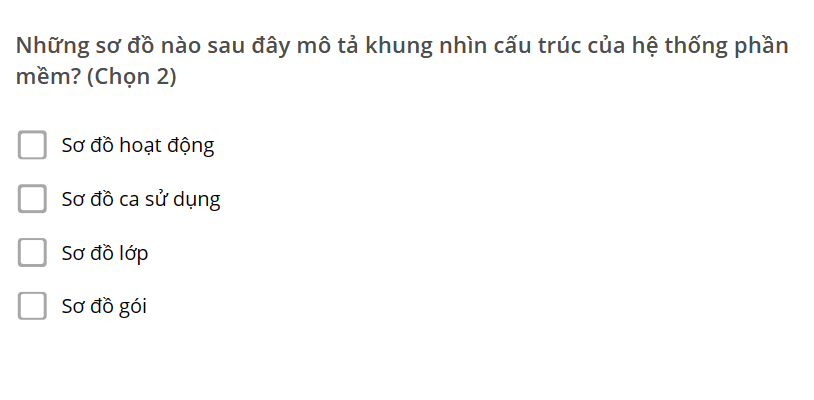 Những sơ đồ nào sau đây mô tả khung nhìn cấu trúc của hệ thống phần
mềm? (Chọn 2)
Sơ đồ hoạt động
Sơ đồ ca sử dụng
Sơ đồ lớp
Sơ đồ gói